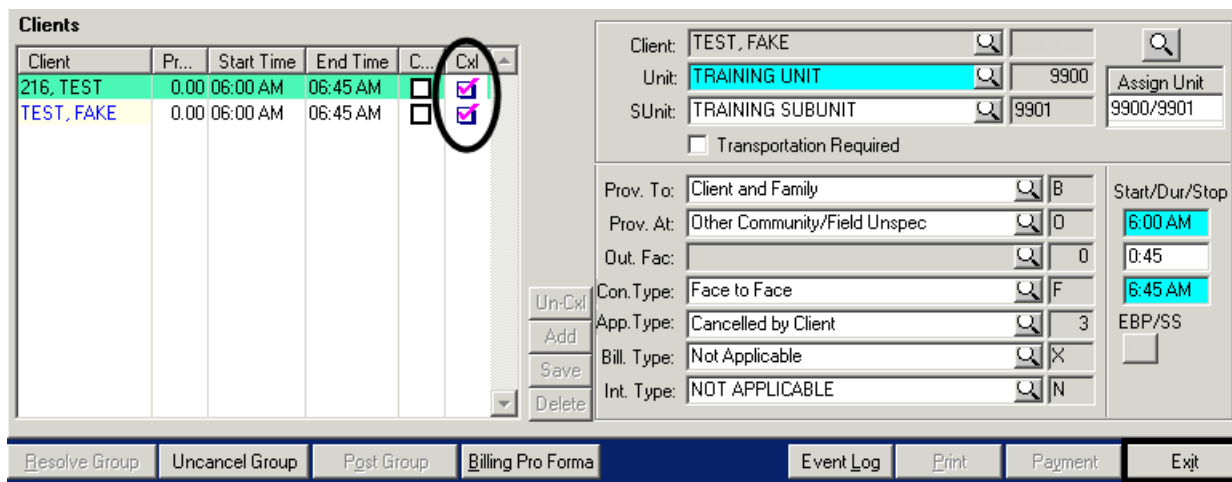 Clients
Client Pr... Start Time End Time C... Cxl
216, TEST 0.00 06:00 AM 06:45 AM
TEST, FAKE 0.00 06:00 AM 06:45 AM
Un-Cxl
Add
Save
Delete
Client: TEST, FAKE
Unit: TRAINING UNIT 9900
SUnit: TRAINING SUBUNIT 9901
Transportation Required
Assign Unit
9900/9901
Prov. To: Client and Family B
Prov. At: Other Community/Field Unspec O
Out. Fac: 0
Con.Type: Face to Face F
App.Type: Cancelled by Client 3
Bill. Type: Not Applicable X
Int. Type: NOT APPLICABLE N
Start/Dur/Stop
6:00 AM
0:45
6:45 AM
EBP/SS
Resolve Group Uncancel Group Post Group Billing Pro Forma Event Log Print Payment Exit